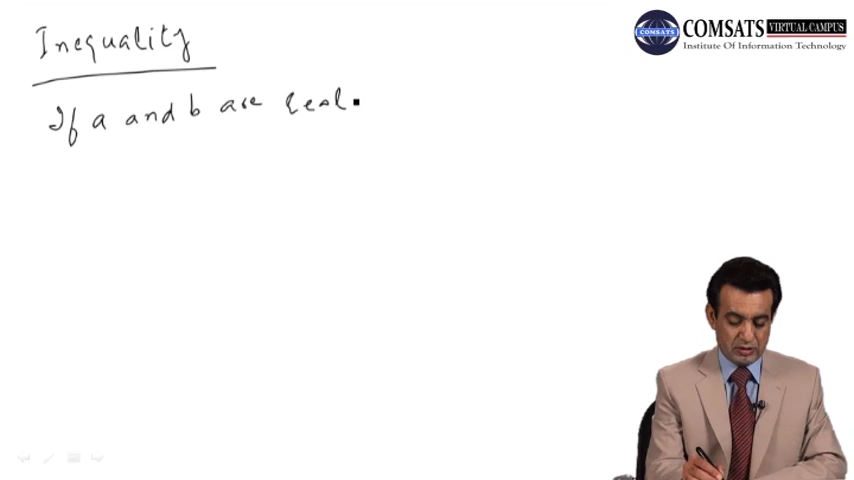 Inequality
If a and b are real
COMSATS VIRTUAL CAMPUS
Institute Of Information Technology
COMSATS